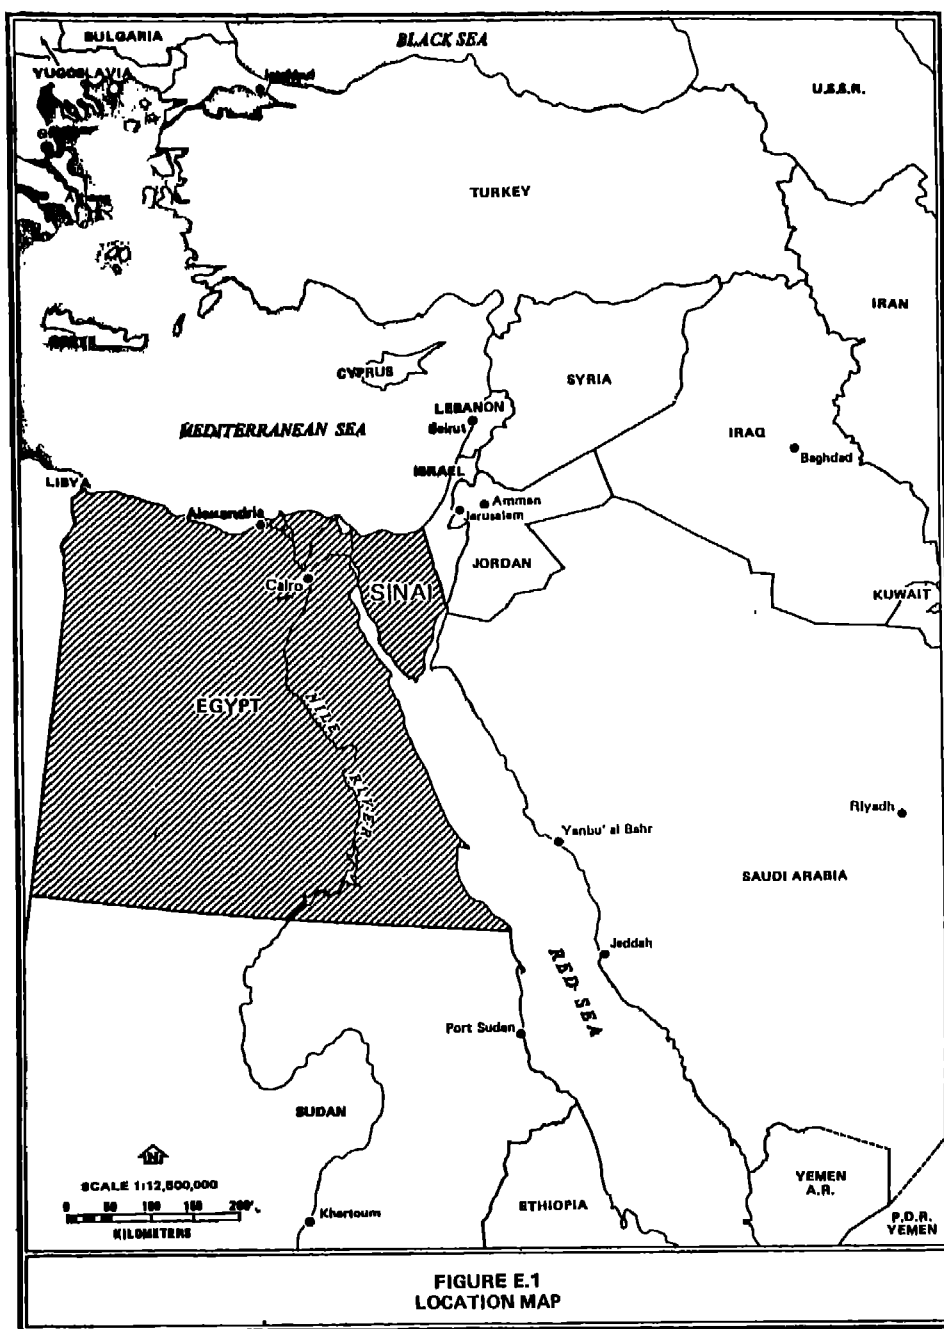 BULGARIA
BLACK SEA
YUGOSLAVIA
U.S.S.R.
TURKEY
IRAN
CRETE
CYPRUS
SYRIA
LEBANON
Beirut
MEDITERRANEAN SEA
IRAQ
Baghdad
ISRAEL
LIBYA
Amman
Alexandria
Jerusalem
JORDAN
Cairo
SINAI
KUWAIT
EGYPT
NILE RIVER
Riyadh
Yanbu' al Bahr
SAUDI ARABIA
Jeddah
RED SEA
Port Sudan
SUDAN
N
SCALE 1:12,500,000
0 50 100 150 200
KILOMETERS
Khartoum
ETHIOPIA
YEMEN
A.R.
P.D.R.
YEMEN
FIGURE E.1
LOCATION MAP